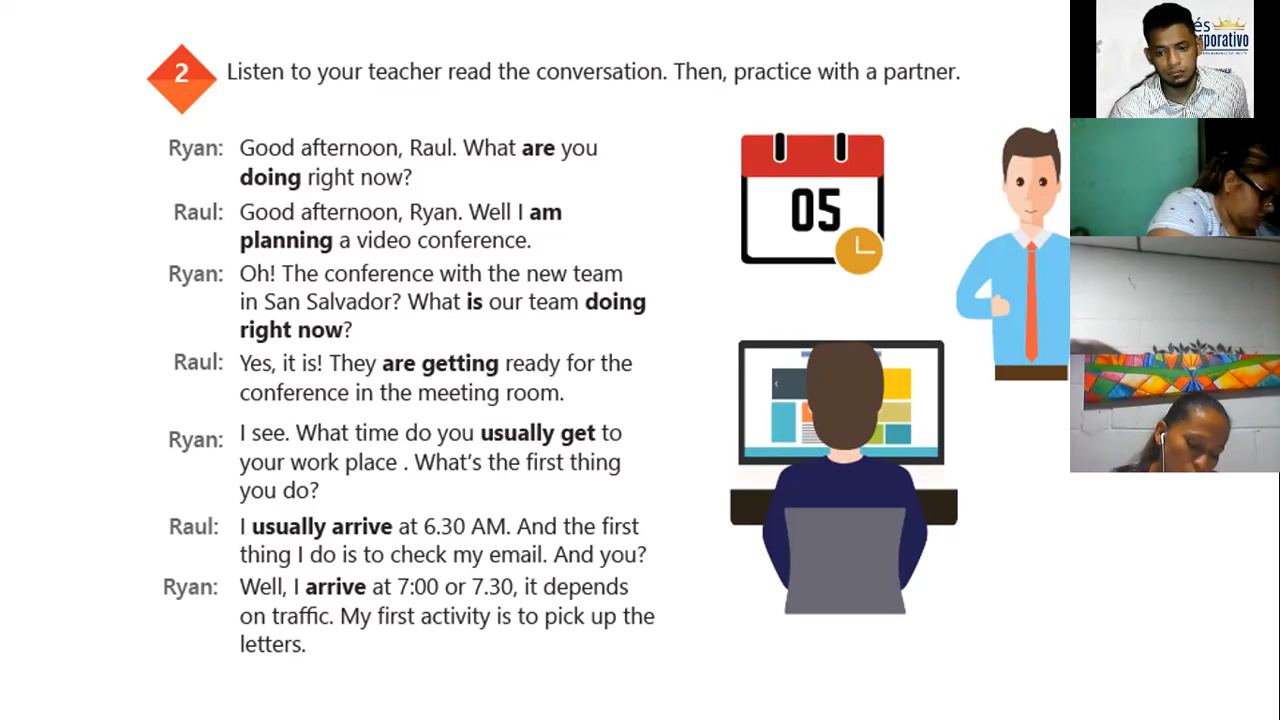 2
Listen to your teacher read the conversation. Then, practice with a partner.
Ryan: Good afternoon, Raul. What are you
doing right now?
Raul: Good afternoon, Ryan. Well I am
planning a video conference.
Ryan: Oh! The conference with the new team
in San Salvador? What is our team doing
right now?
Raul: Yes, it is! They are getting ready for the
conference in the meeting room.
Ryan: I see. What time do you usually get to
your work place . What's the first thing
you do?
Raul: I usually arrive at 6.30 AM. And the first
thing I do is to check my email. And you?
Ryan: Well, I arrive at 7:00 or 7.30, it depends
on traffic. My first activity is to pick up the
letters.
05
és
rporativo